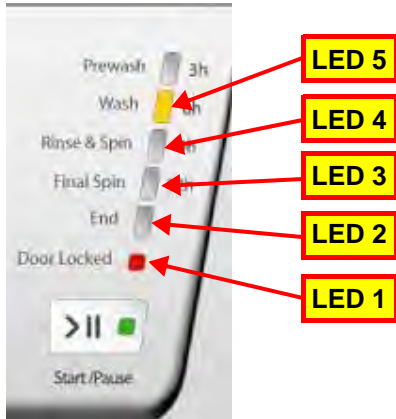 Prewash 3h
LED 5
Wash
LED 4
Rinse & Spin
Final Spin
LED 3
End
LED 2
Door Locked
LED 1
>II
Start/Pause